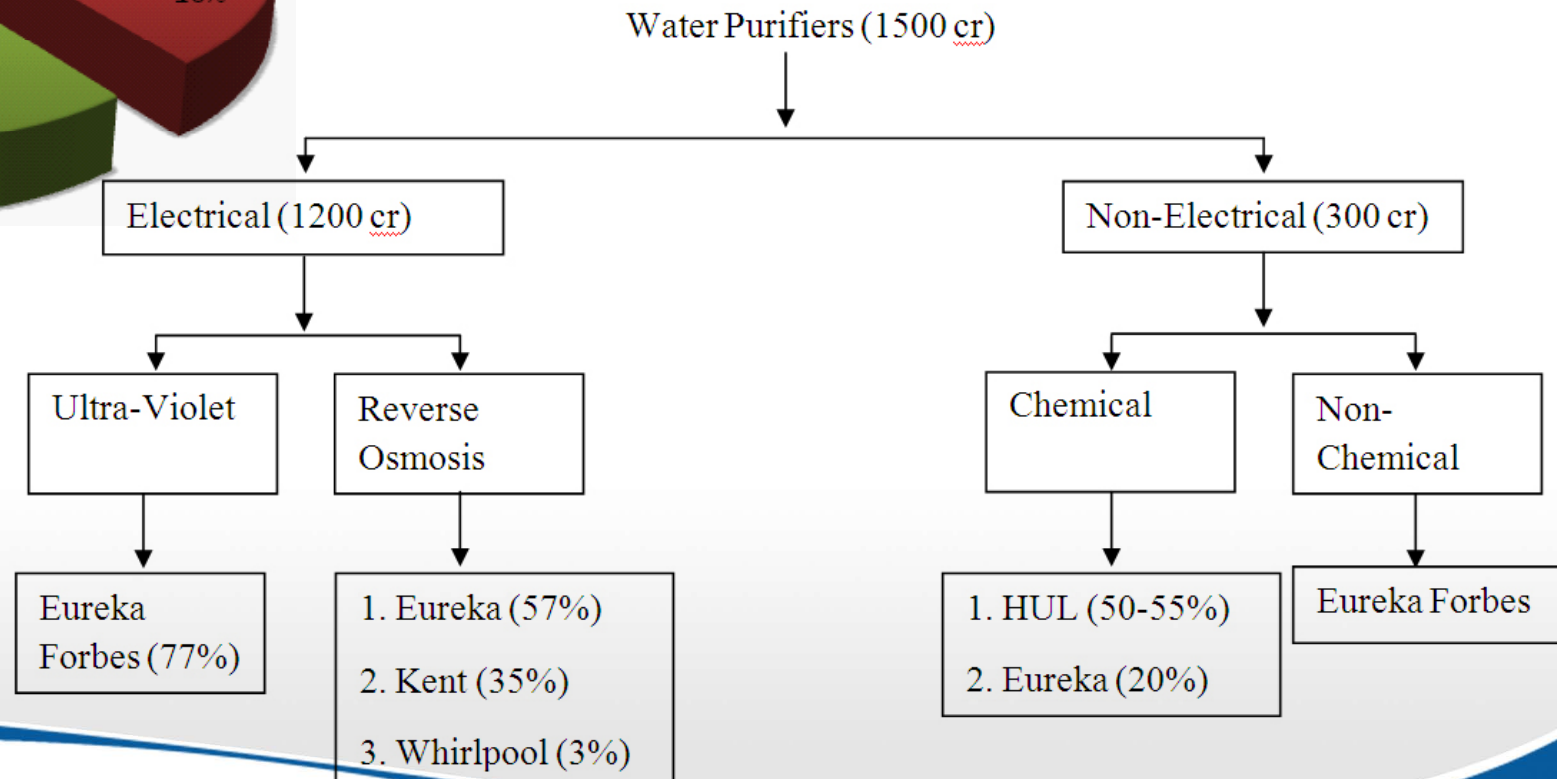 Water Purifiers (1500 cr)
Electrical (1200 cr)
Non-Electrical (300 cr)
Ultra-Violet
Reverse
Osmosis
Chemical
Non-
Chemical
Eureka
Forbes (77%)
1. Eureka (57%)
2. Kent (35%)
3. Whirlpool (3%)
1. HUL (50-55%)
2. Eureka (20%)
Eureka Forbes